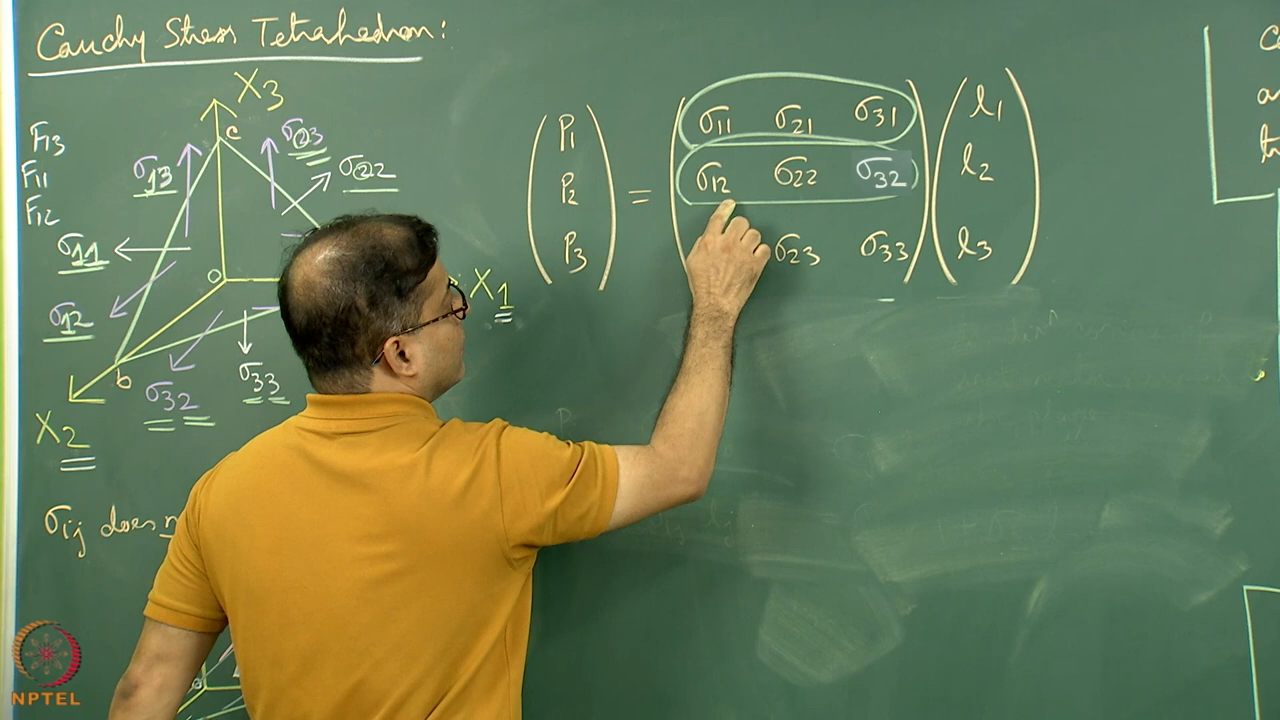 Cauchy Stress Tetrahedron:
X3
F13
F11
F12
c
σ13
σ23
σ22
σ11
σ12
o
X1
b
σ32
σ33
X2
σij does
P1
P2
P3
=
σ11 σ21 σ31
σ12 σ22 σ32
σ23 σ33
l1
l2
l3
NPTEL